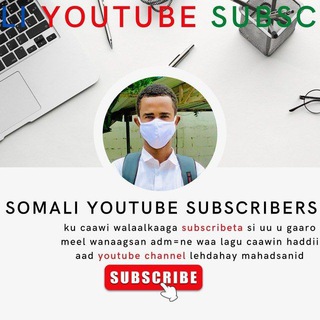 LI YOUTUBE SUBSC
SOMALI YOUTUBE SUBSCRIBERS
ku caawi walaalkaaga subscribeta si uu u gaaro
meel wanaagsan adm=ne waa lagu caawin haddii
aad youtube channel lehdahay mahadsanid
SUBSCRIBE